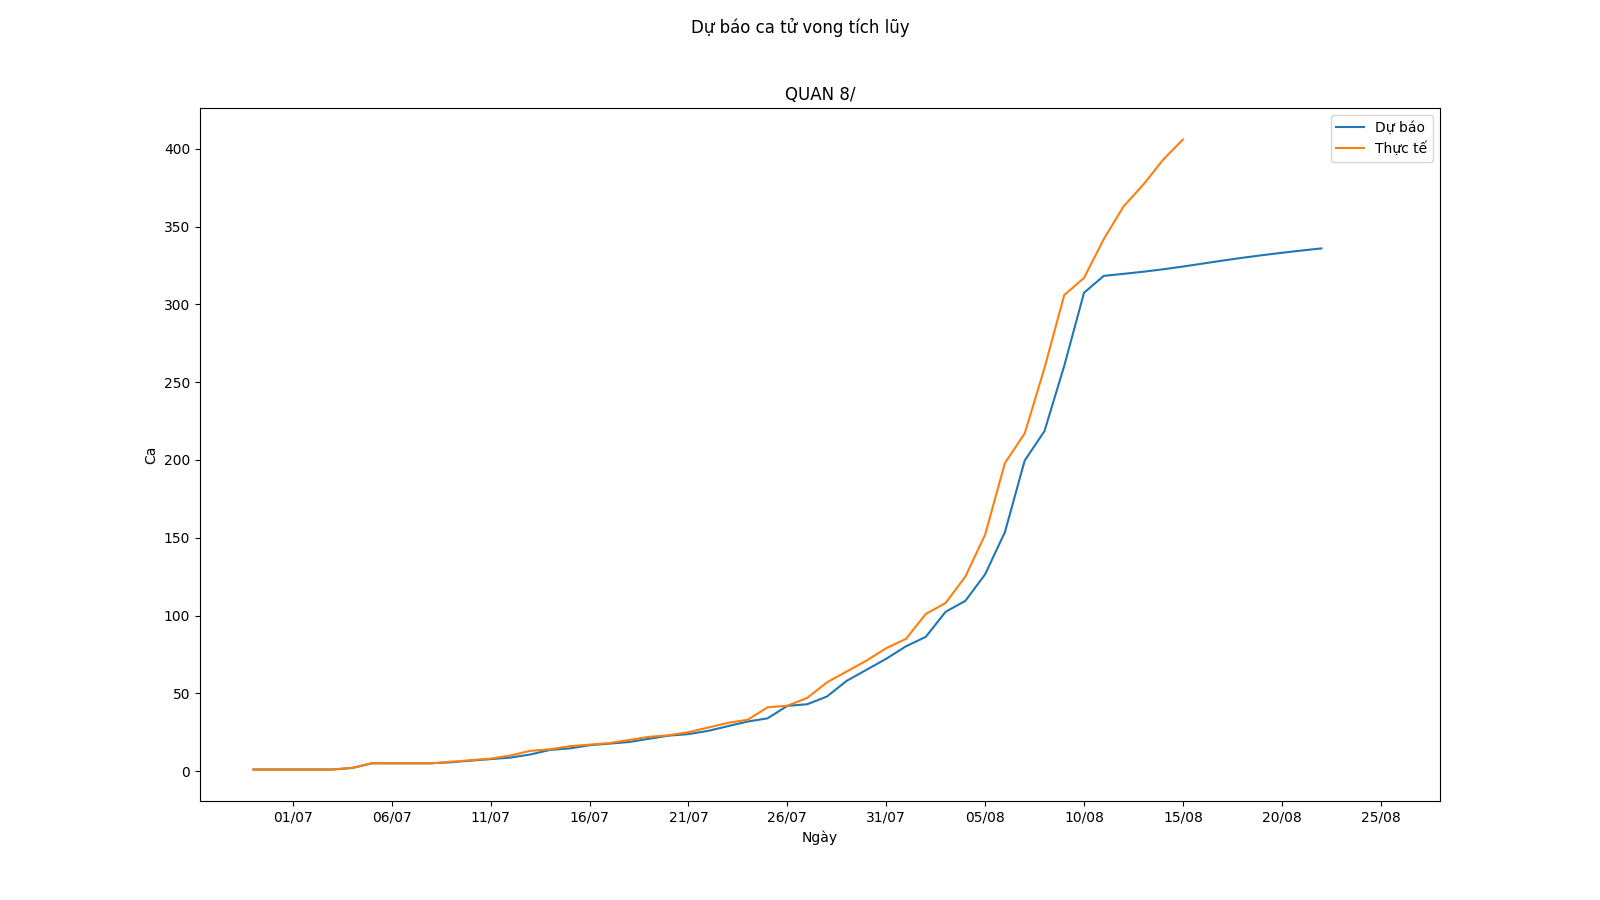 Dự báo ca tử vong tích lũy
QUAN 8/
Dự báo
Thực tế
400
350
300
250
200
150
100
50
0
Ca
01/07 06/07 11/07 16/07 21/07 26/07 31/07 05/08 10/08 15/08 20/08 25/08
Ngày